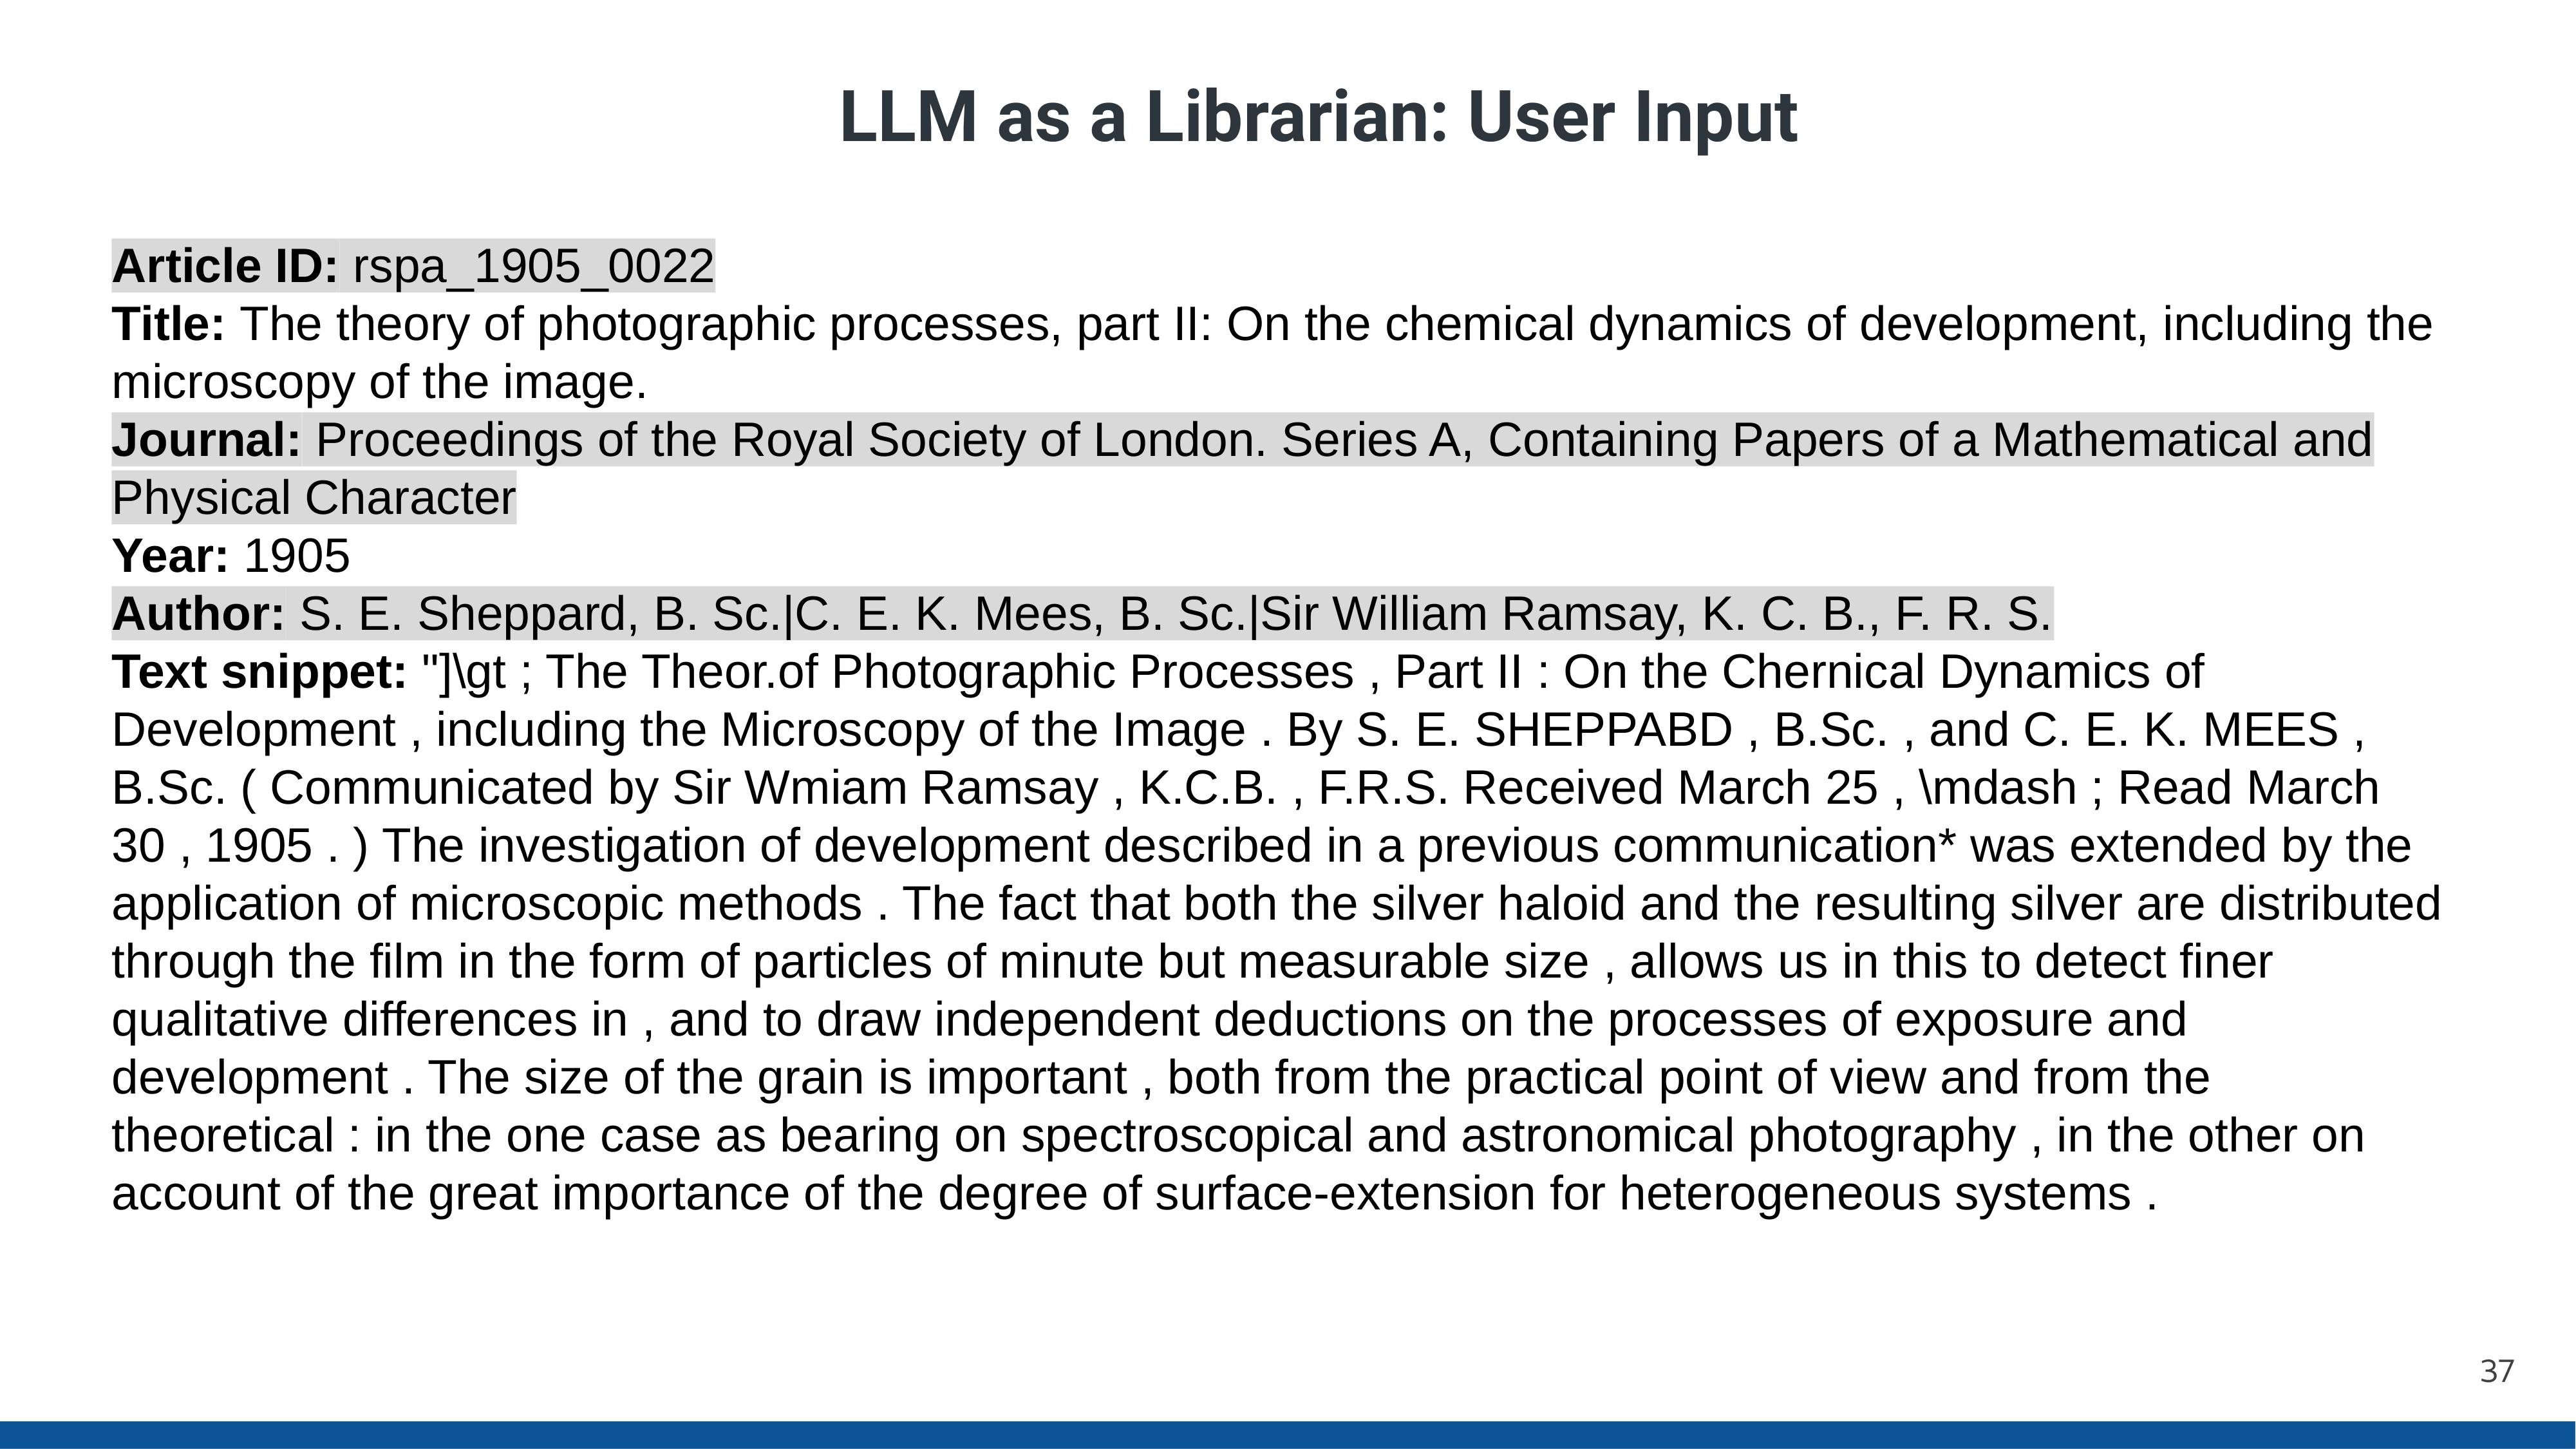 LLM as a Librarian: User Input
Article ID: rspa_1905_0022
Title: The theory of photographic processes, part II: On the chemical dynamics of development, including the
microscopy of the image.
Journal: Proceedings of the Royal Society of London. Series A, Containing Papers of a Mathematical and
Physical Character
Year: 1905
Author: S. E. Sheppard, B. Sc.|C. E. K. Mees, B. Sc.|Sir William Ramsay, K. C. B., F. R. S.
Text snippet: "]\gt ; The Theor.of Photographic Processes , Part II : On the Chernical Dynamics of
Development , including the Microscopy of the Image . By S. E. SHEPPABD , B.Sc. , and C. E. K. MEES ,
B.Sc. ( Communicated by Sir Wmiam Ramsay , K.C.B. , F.R.S. Received March 25 , \mdash ; Read March
30 , 1905 . ) The investigation of development described in a previous communication* was extended by the
application of microscopic methods . The fact that both the silver haloid and the resulting silver are distributed
through the film in the form of particles of minute but measurable size , allows us in this to detect finer
qualitative differences in , and to draw independent deductions on the processes of exposure and
development . The size of the grain is important , both from the practical point of view and from the
theoretical : in the one case as bearing on spectroscopical and astronomical photography , in the other on
account of the great importance of the degree of surface-extension for heterogeneous systems .
37